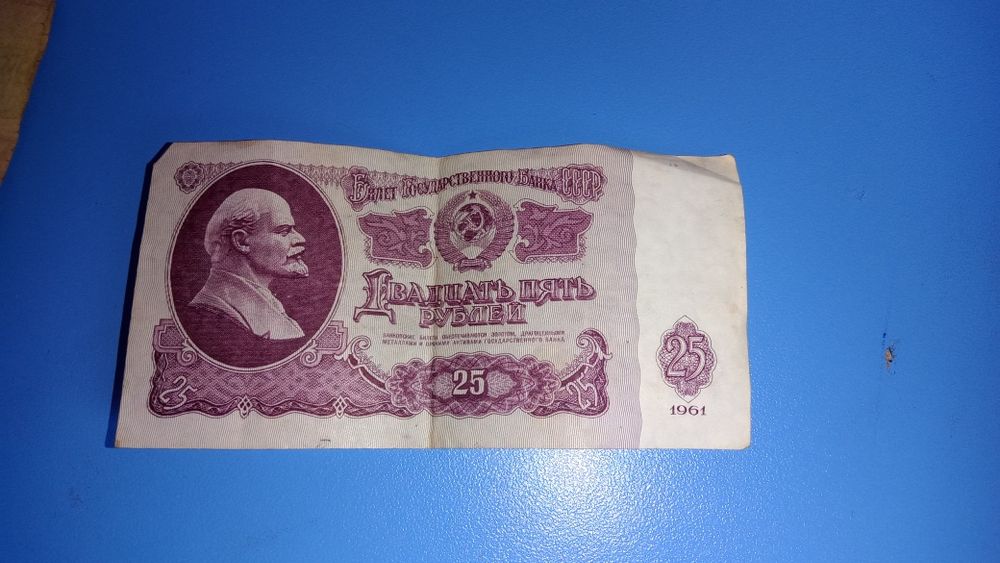 Билет Государственного Банка СССР
Двадцать пять
рублей
БАНКОВСКИЕ БИЛЕТЫ ОБЕСПЕЧИВАЮТСЯ ЗОЛОТОМ, ДРАГОЦЕННЫМИ
МЕТАЛЛАМИ И ПРОЧИМИ АКТИВАМИ ГОСУДАРСТВЕННОГО БАНКА
25
25
25
25
1961